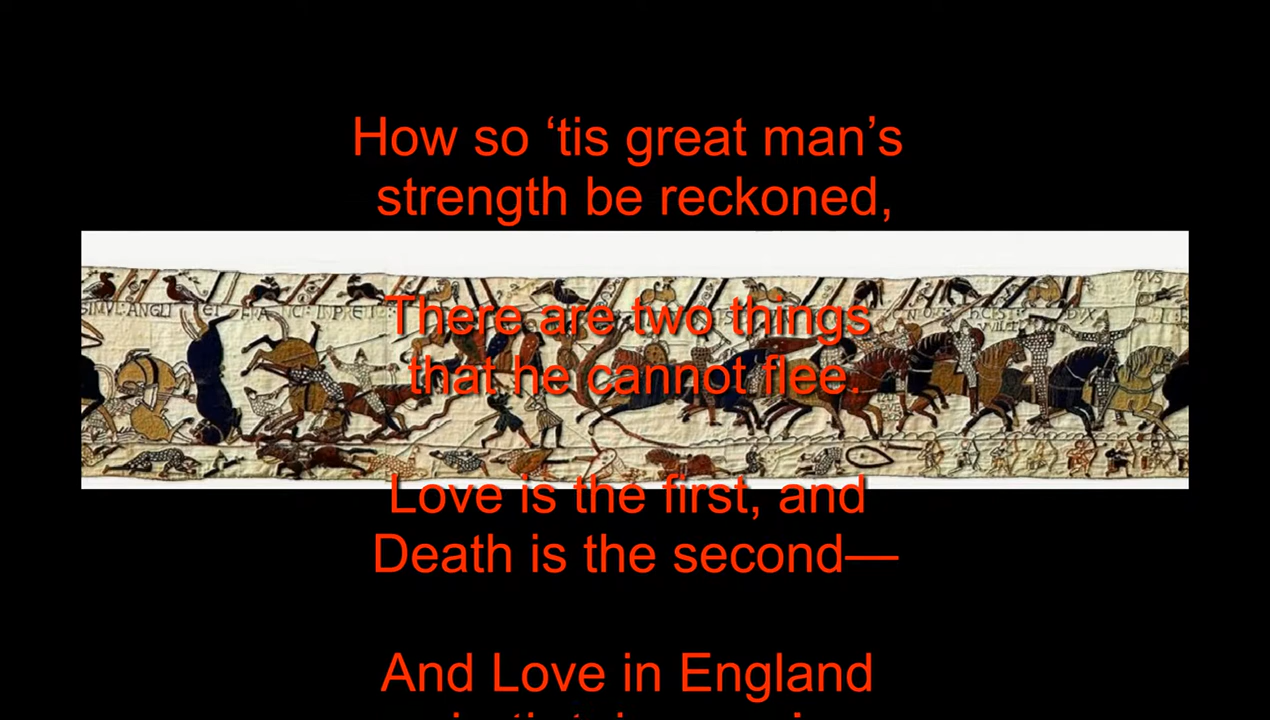 How so ‘tis great man’s
strength be reckoned,
There are two things
that he cannot flee.
Love is the first, and
Death is the second—
And Love in England